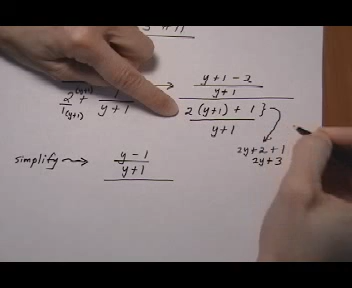 y + 1 - 2
y + 1
2 (y+1) + 1 }
y + 1
2 (y+1) + 1
1 (y+1) y + 1
2y + 2 + 1
2y + 3
simplify → y - 1
y + 1